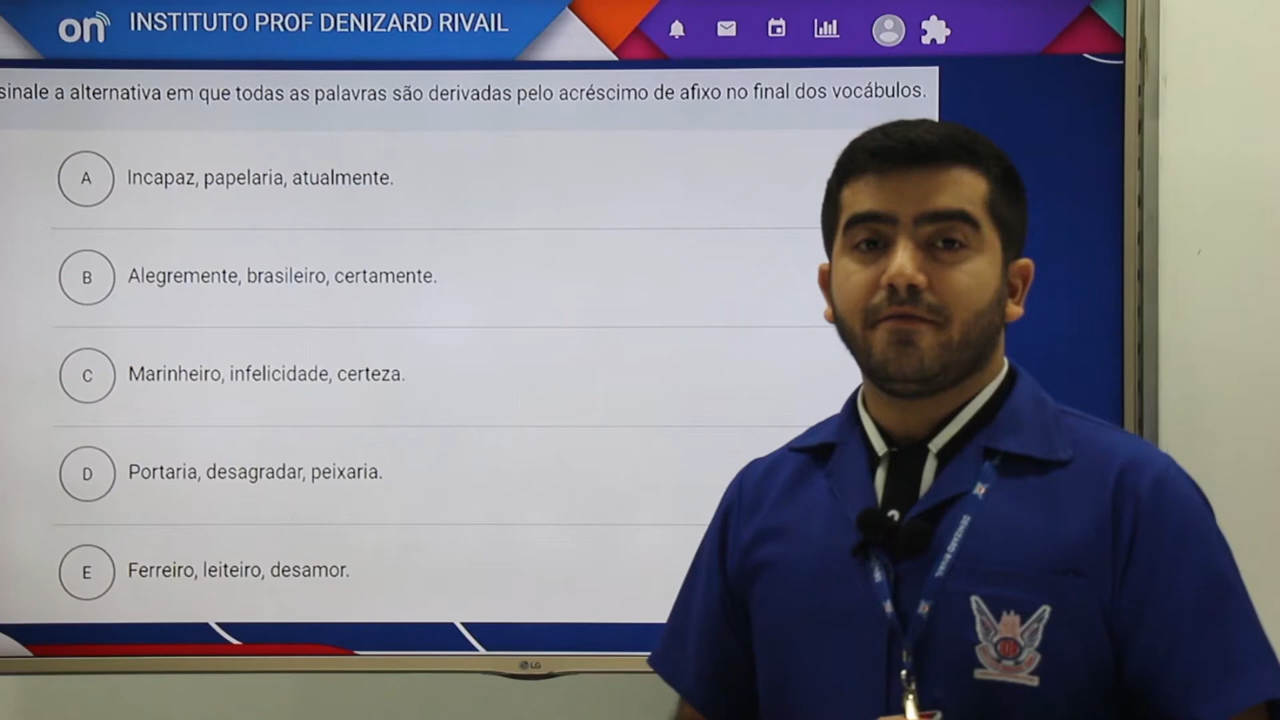 on INSTITUTO PROF DENIZARD RIVAIL
sinale a alternativa em que todas as palavras são derivadas pelo acréscimo de afixo no final dos vocábulos.
A Incapaz, papelaria, atualmente.
B Alegremente, brasileiro, certamente.
C Marinheiro, infelicidade, certeza.
D Portaria, desagradar, peixaria.
E Ferreiro, leiteiro, desamor.
LG
DENIZARD RIVAIL